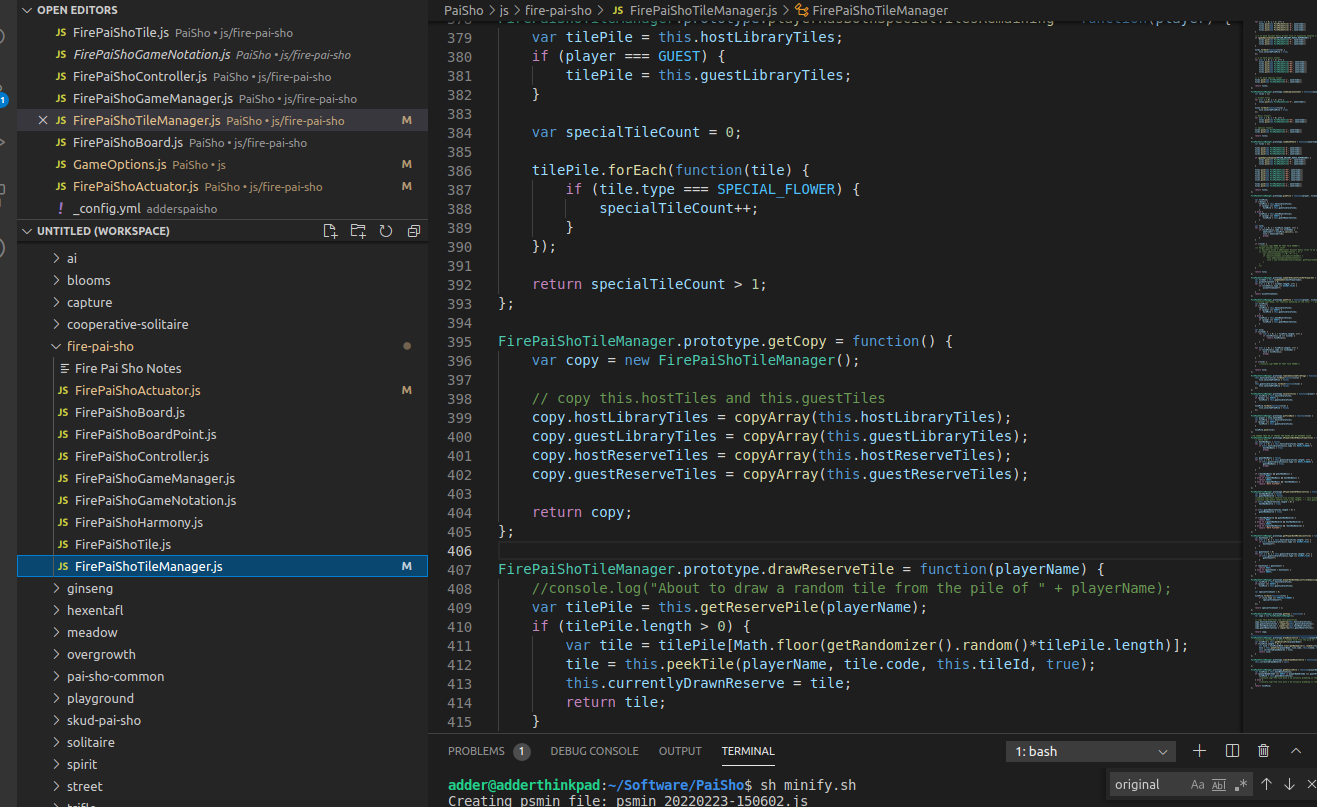 OPEN EDITORS
JS FirePaiShoTile.js PaiSho • js/fire-pai-sho
JS FirePaiShoGameNotation.js PaiSho • js/fire-pai-sho
JS FirePaiShoController.js PaiSho • js/fire-pai-sho
JS FirePaiShoGameManager.js PaiSho • js/fire-pai-sho
JS FirePaiShoTileManager.js PaiSho • js/fire-pai-sho M
JS FirePaiShoBoard.js PaiSho • js/fire-pai-sho
JS GameOptions.js PaiSho • js M
JS FirePaiShoActuator.js PaiSho • js/fire-pai-sho M
! _config.yml adderspaisho
UNTITLED (WORKSPACE)
ai
blooms
capture
cooperative-solitaire
fire-pai-sho
Fire Pai Sho Notes
JS FirePaiShoActuator.js M
JS FirePaiShoBoard.js
JS FirePaiShoBoardPoint.js
JS FirePaiShoController.js
JS FirePaiShoGameManager.js
JS FirePaiShoGameNotation.js
JS FirePaiShoHarmony.js
JS FirePaiShoTile.js
JS FirePaiShoTileManager.js M
ginseng
hexentafl
meadow
overgrowth
pai-sho-common
playground
skud-pai-sho
solitaire
spirit
street
trifle
1
PaiSho > js > fire-pai-sho > JS FirePaiShoTileManager.js > FirePaiShoTileManager
378 FirePaiShoTileManager.prototype.playerHasBothSpecialTilesRemaining = function(player) {
379 var tilePile = this.hostLibraryTiles;
380 if (player === GUEST) {
381 tilePile = this.guestLibraryTiles;
382 }
383
384 var specialTileCount = 0;
385
386 tilePile.forEach(function(tile) {
387 if (tile.type === SPECIAL_FLOWER) {
388 specialTileCount++;
389 }
390 });
391
392 return specialTileCount > 1;
393 };
394
395 FirePaiShoTileManager.prototype.getCopy = function() {
396 var copy = new FirePaiShoTileManager();
397
398 // copy this.hostTiles and this.guestTiles
399 copy.hostLibraryTiles = copyArray(this.hostLibraryTiles);
400 copy.guestLibraryTiles = copyArray(this.guestLibraryTiles);
401 copy.hostReserveTiles = copyArray(this.hostReserveTiles);
402 copy.guestReserveTiles = copyArray(this.guestReserveTiles);
403
404 return copy;
405 };
406
407 FirePaiShoTileManager.prototype.drawReserveTile = function(playerName) {
408 //console.log("About to draw a random tile from the pile of " + playerName);
409 var tilePile = this.getReservePile(playerName);
410 if (tilePile.length > 0) {
411 var tile = tilePile[Math.floor(getRandomizer().random()*tilePile.length)];
412 tile = this.peekTile(playerName, tile.code, this.tileId, true);
413 this.currentlyDrawnReserve = tile;
414 return tile;
415 }
PROBLEMS 1 DEBUG CONSOLE OUTPUT TERMINAL 1: bash
adder@adderthinkpad:~/Software/PaiSho$ sh minify.sh
Creating psmin file: psmin_20220223-150602.js
original Aa Abl .*